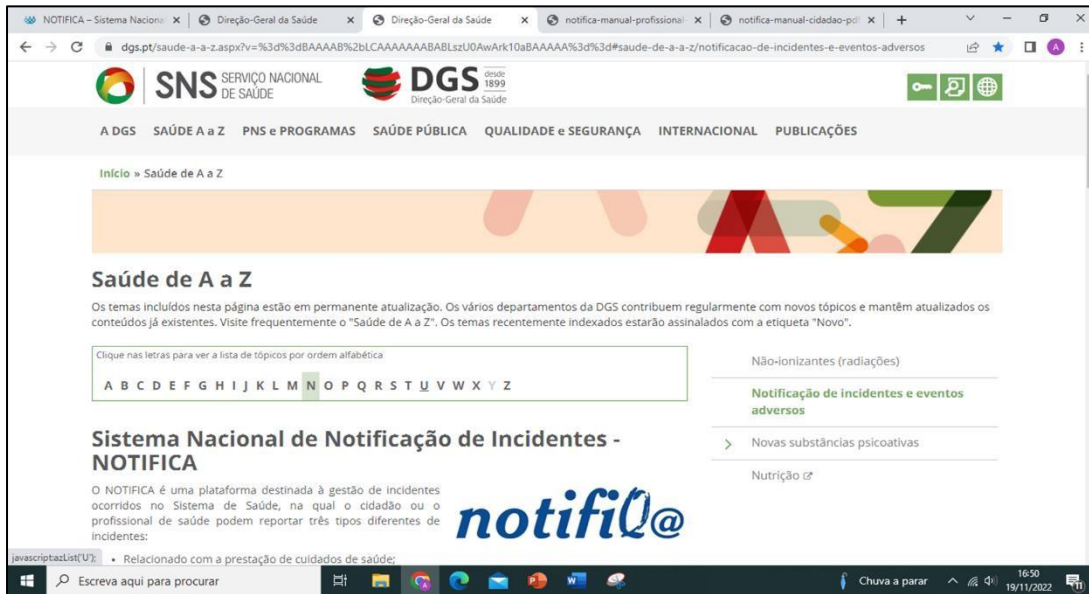 NOTIFICA – Sistema Naciona
Direção-Geral da Saúde
Direção-Geral da Saúde
notifica-manual-profissional-
notifica-manual-cidadao-pdf
dgs.pt/saude-a-a-z.aspx?v=%3d%3dBAAAAB%2bLCAAAAAAABABLszU0AwArk10aBAAAAA%3d%3d#saude-de-a-a-z/notificacao-de-incidentes-e-eventos-adversos
A
SNS SERVIÇO NACIONAL
DE SAÚDE
DGS desde
1899
Direção-Geral da Saúde
A DGS SAÚDE A a Z PNS e PROGRAMAS SAÚDE PÚBLICA QUALIDADE e SEGURANÇA INTERNACIONAL PUBLICAÇÕES
Início » Saúde de A a Z
Saúde de A a Z
Os temas incluídos nesta página estão em permanente atualização. Os vários departamentos da DGS contribuem regularmente com novos tópicos e mantêm atualizados os
conteúdos já existentes. Visite frequentemente o "Saúde de A a Z". Os temas recentemente indexados estarão assinalados com a etiqueta "Novo".
Clique nas letras para ver a lista de tópicos por ordem alfabética
A B C D E F G H I J K L M N O P Q R S T U V W X Y Z
Não-ionizantes (radiações)
Notificação de incidentes e eventos
adversos
Novas substâncias psicoativas
Nutrição
Sistema Nacional de Notificação de Incidentes -
NOTIFICA
O NOTIFICA é uma plataforma destinada à gestão de incidentes
ocorridos no Sistema de Saúde, na qual o cidadão ou o
profissional de saúde podem reportar três tipos diferentes de
incidentes:
notific@
• Relacionado com a prestação de cuidados de saúde;
javascript:azList('U');
Escreva aqui para procurar
Chuva a parar
16:50
19/11/2022
11